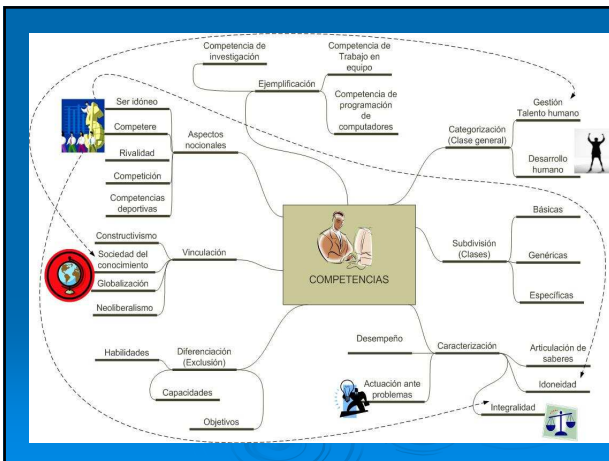 Competencia de
investigación
Ejemplificación
Competencia de
Trabajo en
equipo
Competencia de
programación
de
computadores
Ser idóneo
Competere
Rivalidad
Competición
Competencias
deportivas
Aspectos
nocionales
Categorización
(Clase general)
Gestión
Talento humano
Desarrollo
humano
Constructivismo
Sociedad del
conocimiento
Globalización
Neoliberalismo
Vinculación
COMPETENCIAS
Subdivisión
(Clases)
Básicas
Genéricas
Específicas
Habilidades
Capacidades
Objetivos
Diferenciación
(Exclusión)
Desempeño
Actuación ante
problemas
Caracterización
Articulación de
saberes
Idoneidad
Integralidad